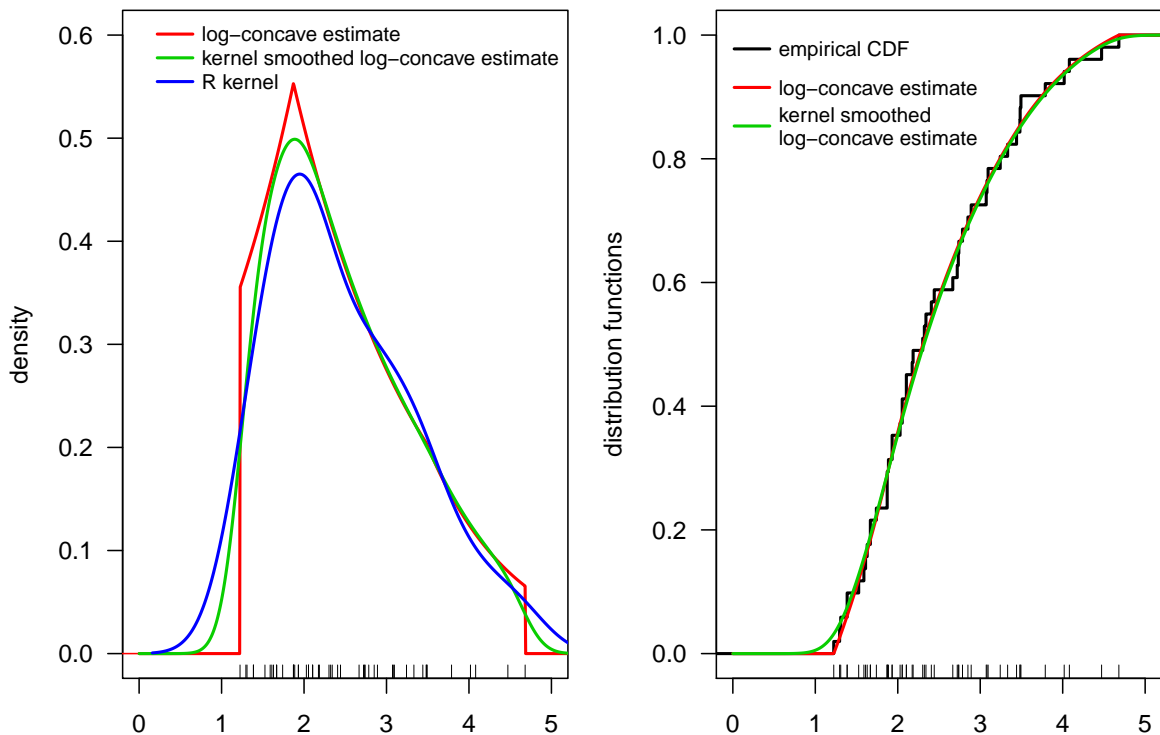 log−concave estimate
kernel smoothed log−concave estimate
R kernel
density
0.6
0.5
0.4
0.3
0.2
0.1
0.0
0 1 2 3 4 5
empirical CDF
log−concave estimate
kernel smoothed
log−concave estimate
distribution functions
1.0
0.8
0.6
0.4
0.2
0.0
0 1 2 3 4 5